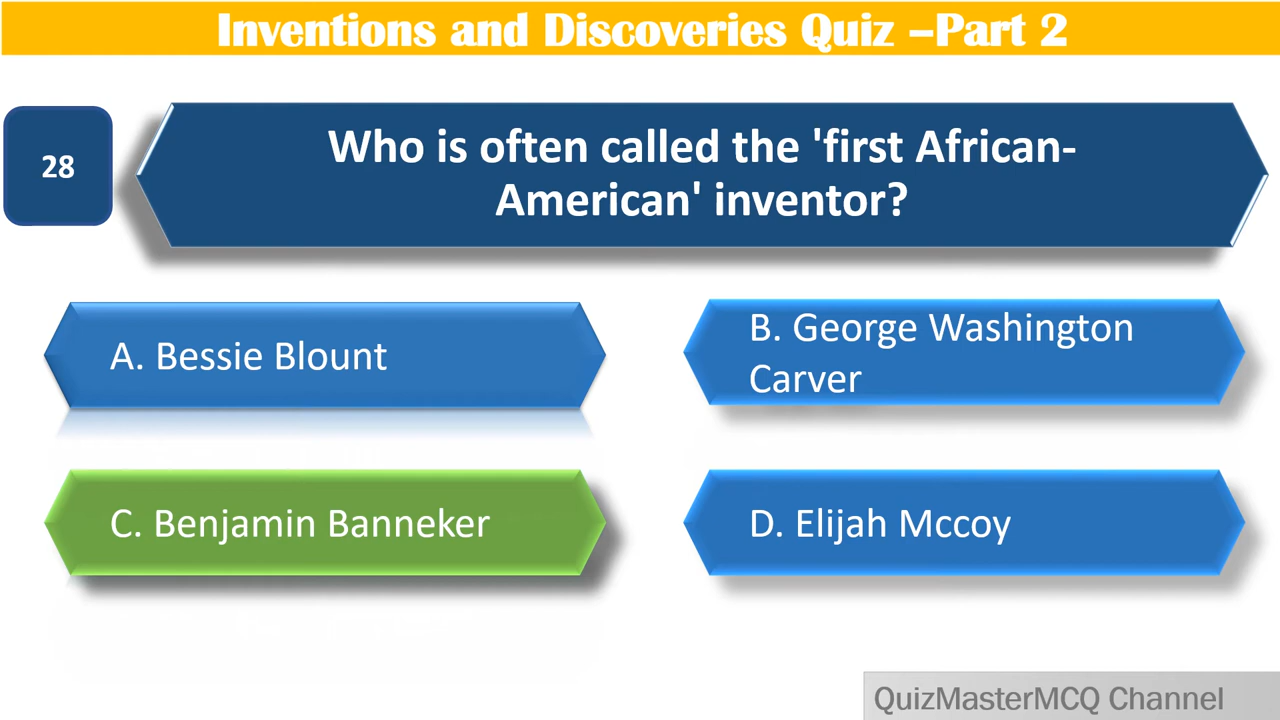 Inventions and Discoveries Quiz –Part 2
28
Who is often called the 'first African-
American' inventor?
A. Bessie Blount
B. George Washington
Carver
C. Benjamin Banneker
D. Elijah Mccoy
QuizMasterMCQ Channel